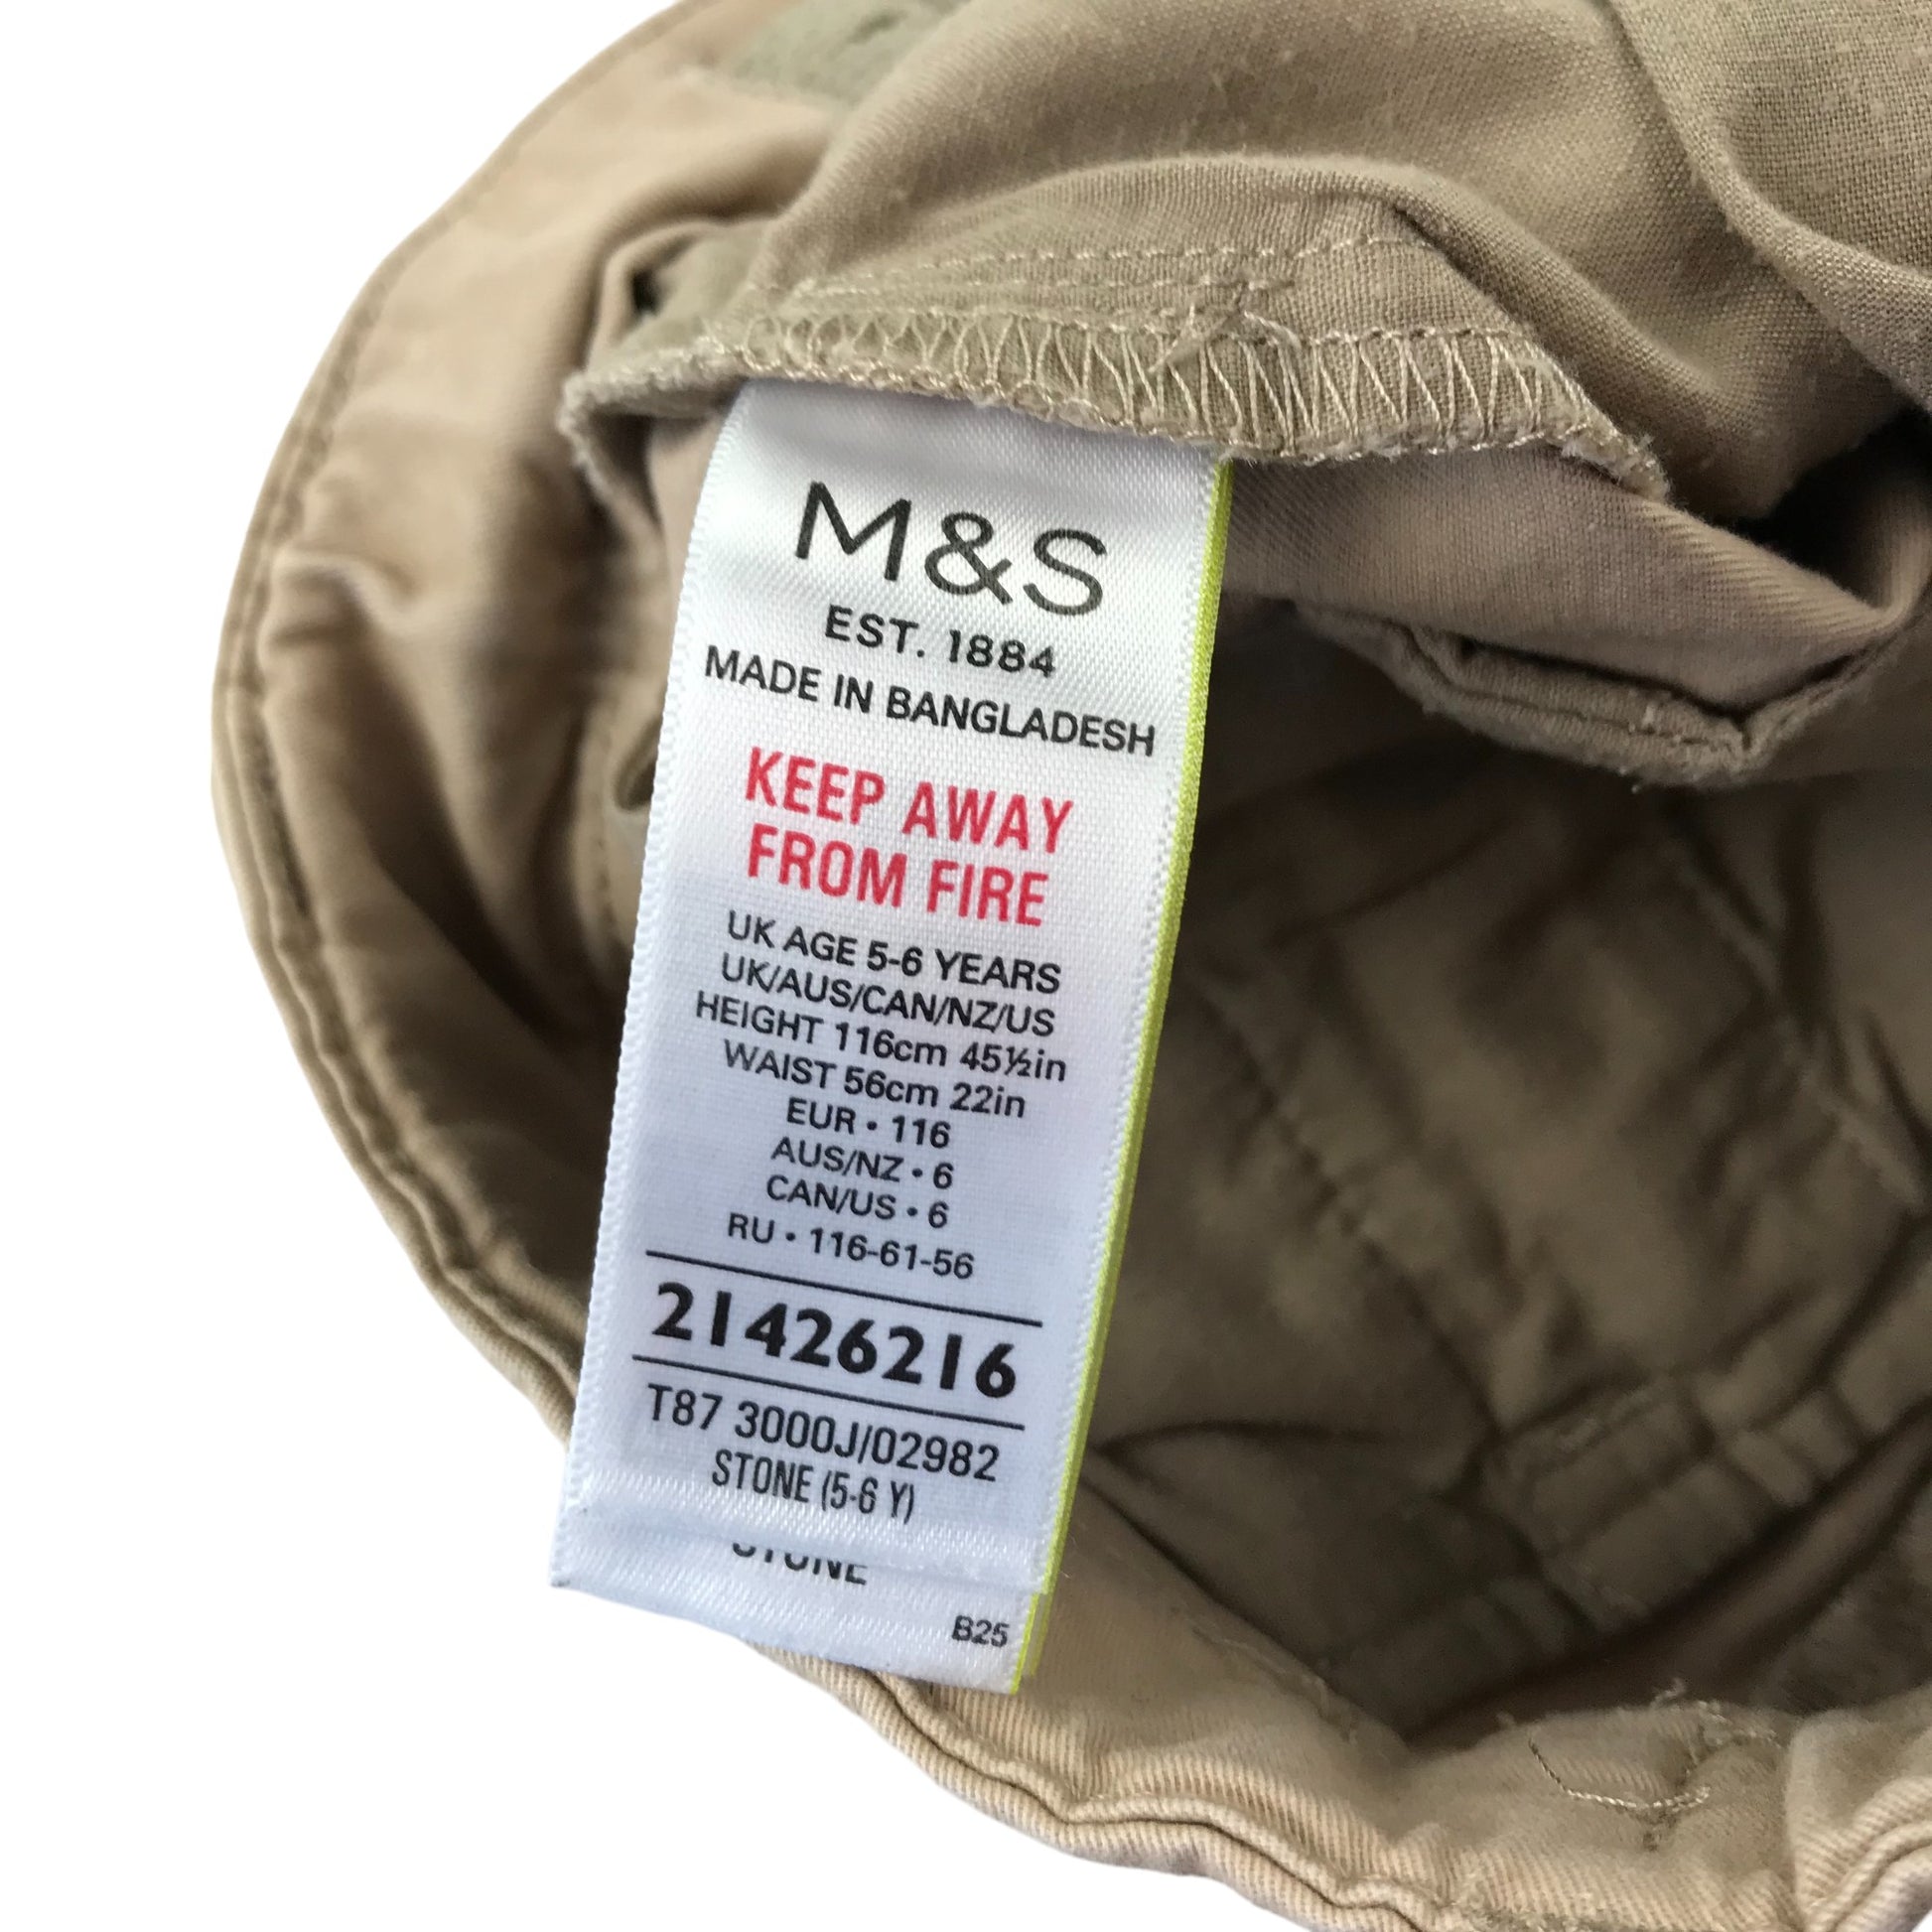 M&S
EST. 1884
MADE IN BANGLADESH
KEEP AWAY
FROM FIRE
UK AGE 5-6 YEARS
UK/AUS/CAN/NZ/US
HEIGHT 116cm 45½in
WAIST 56cm 22in
EUR • 116
AUS/NZ • 6
CAN/US • 6
RU • 116-61-56
21426216
T87 3000J/02982
STONE (5-6 Y)
STONE
B25